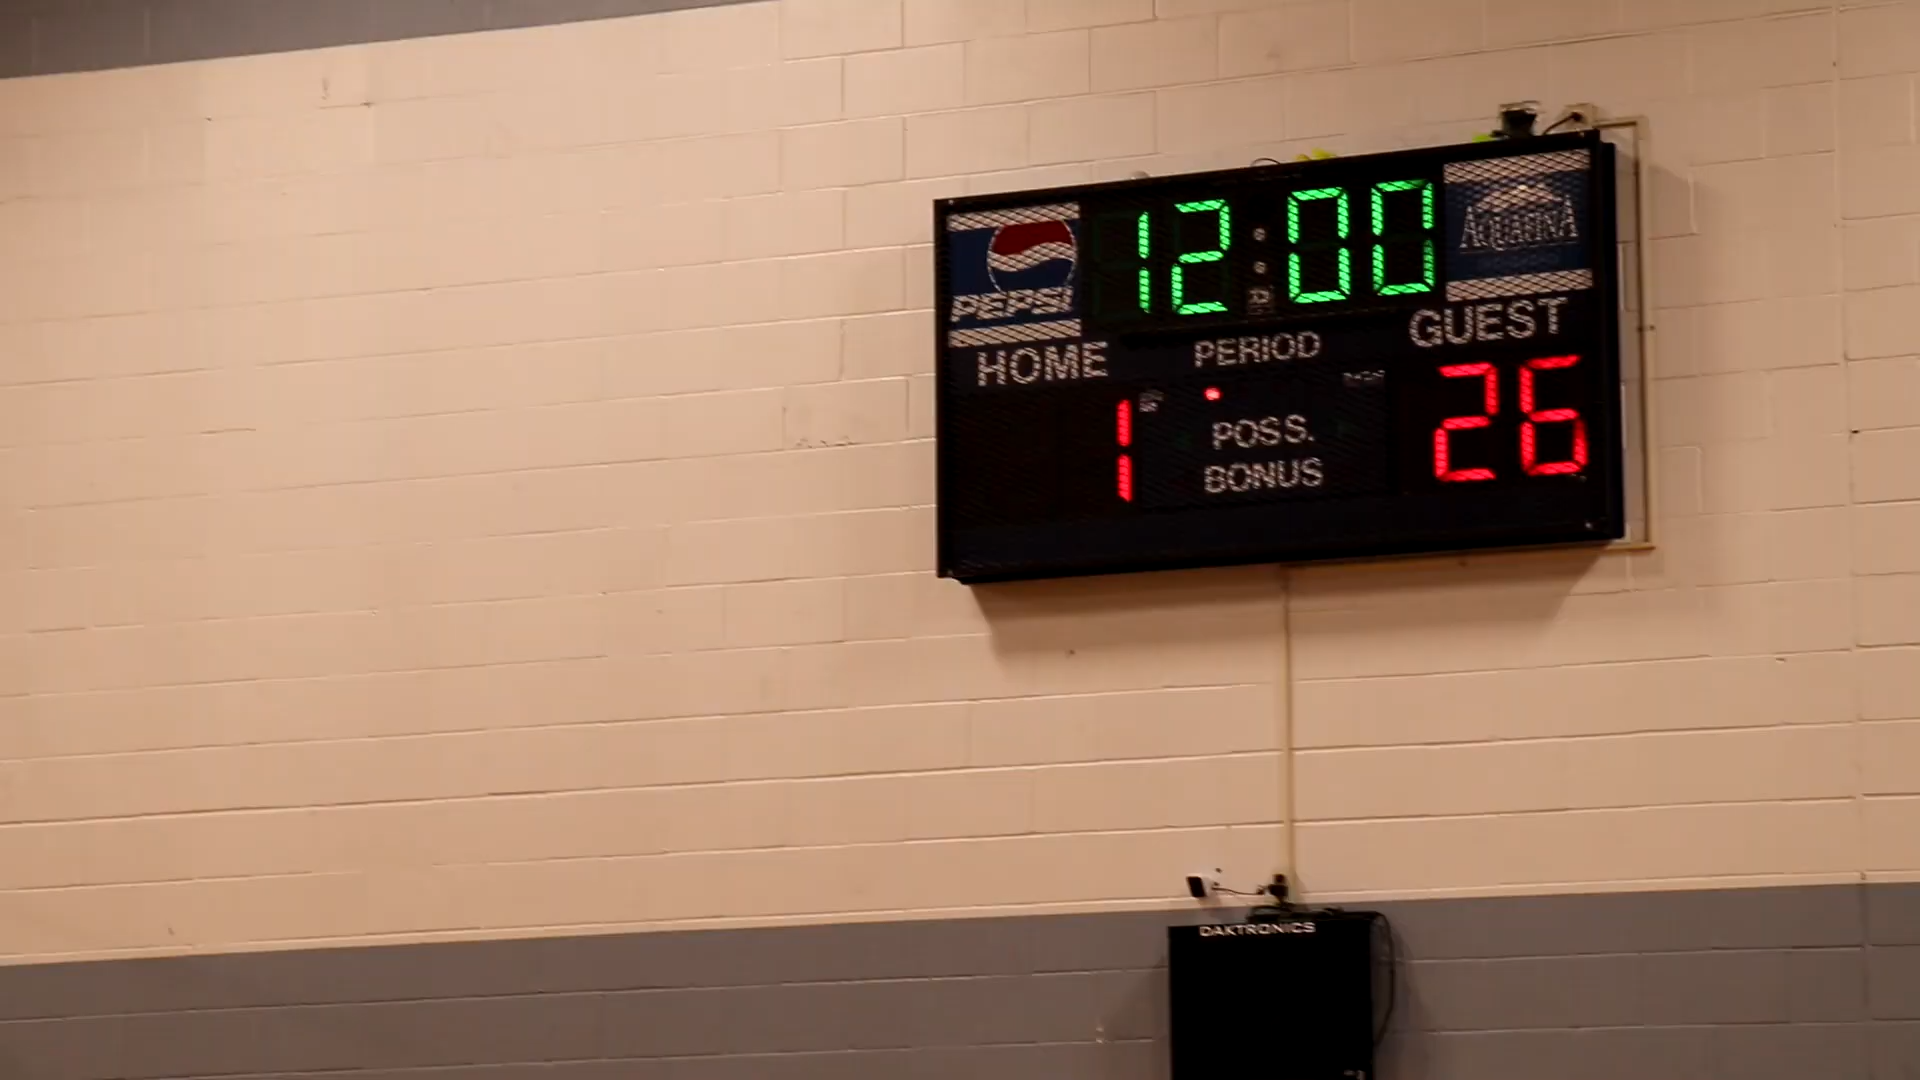 PEPSI
12:00
AQUAFINA
HOME
PERIOD
GUEST
1
POSS.
26
BONUS
DAKTRONICS